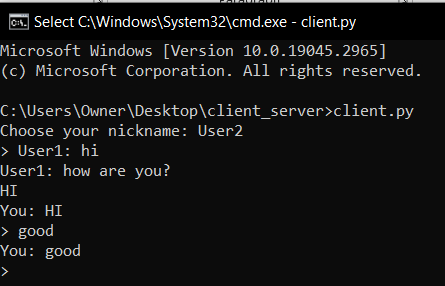 Select C:\Windows\System32\cmd.exe - client.py
Microsoft Windows [Version 10.0.19045.2965]
(c) Microsoft Corporation. All rights reserved.
C:\Users\Owner\Desktop\client_server>client.py
Choose your nickname: User2
> User1: hi
User1: how are you?
HI
You: HI
> good
You: good
>